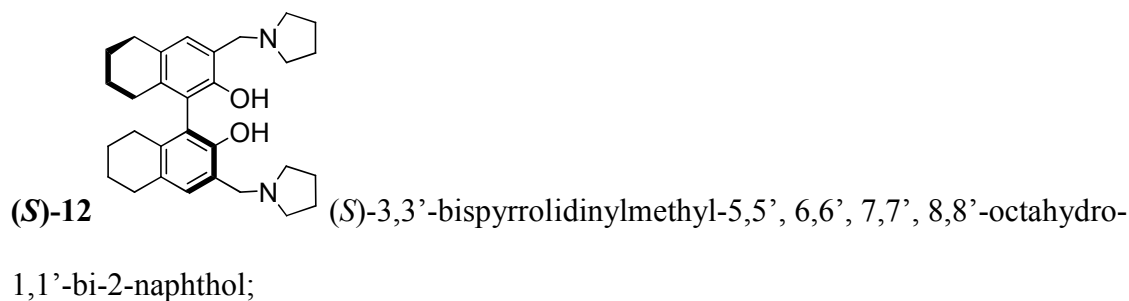 N
OH
OH
N
(S)-12 (S)-3,3’-bispyrrolidinylmethyl-5,5’, 6,6’, 7,7’, 8,8’-octahydro-
1,1’-bi-2-naphthol;